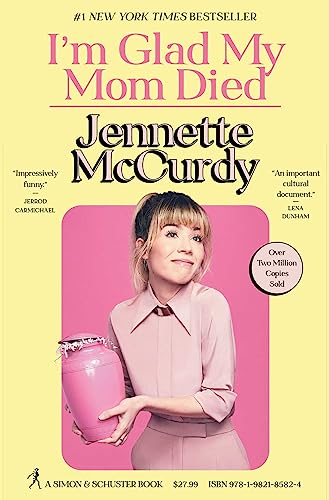 #1 NEW YORK TIMES BESTSELLER
I'm Glad My
Mom Died
Jennette
McCurdy
"Impressively
funny."
— JERROD
CARMICHAEL
"An important
cultural
document."
— LENA
DUNHAM
Over
Two Million
Copies
Sold
A SIMON & SCHUSTER BOOK $27.99 ISBN 978-1-9821-8582-4